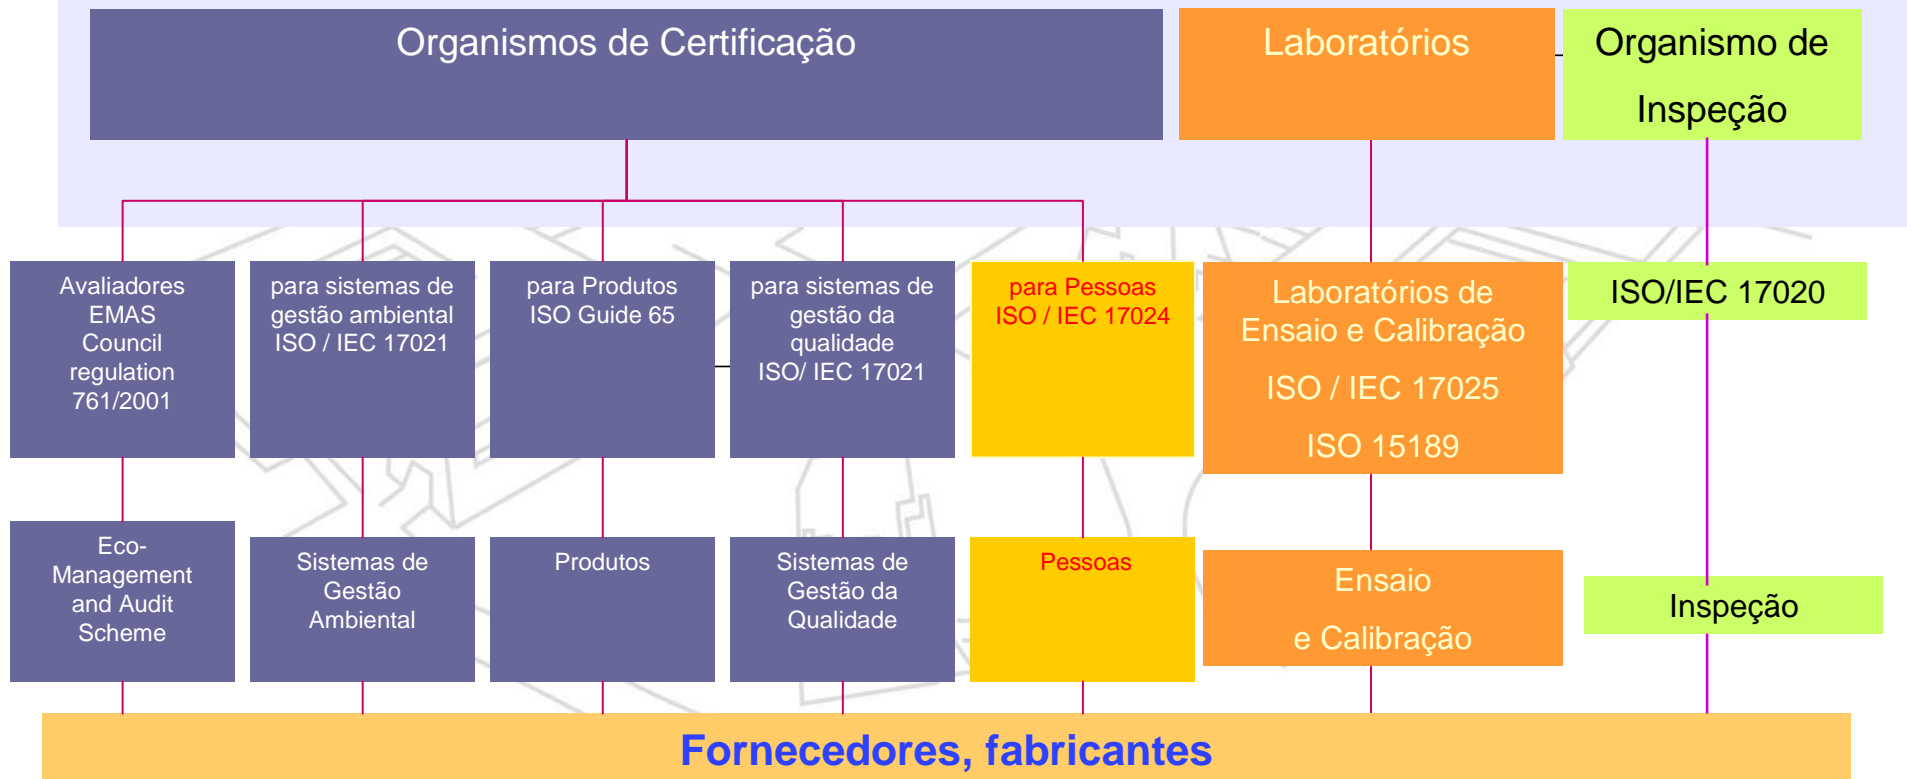 Organismos de Certificação
Laboratórios
Organismo de
Inspeção
Avaliadores
EMAS
Council
regulation
761/2001
para sistemas de
gestão ambiental
ISO / IEC 17021
para Produtos
ISO Guide 65
para sistemas de
gestão da
qualidade
ISO/ IEC 17021
para Pessoas
ISO / IEC 17024
Laboratórios de
Ensaio e Calibração
ISO / IEC 17025
ISO 15189
ISO/IEC 17020
Eco-
Management
and Audit
Scheme
Sistemas de
Gestão
Ambiental
Produtos
Sistemas de
Gestão da
Qualidade
Pessoas
Ensaio
e Calibração
Inspeção
Fornecedores, fabricantes